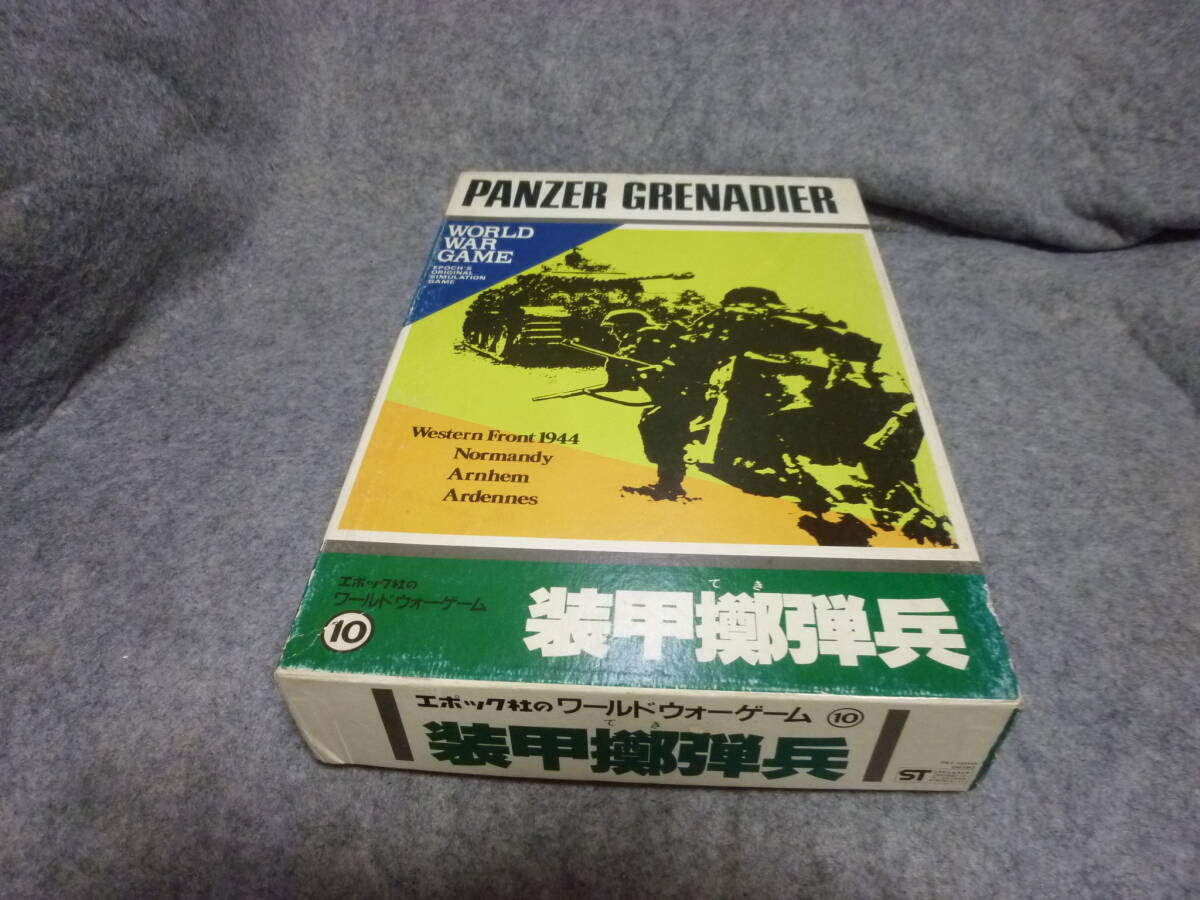 PANZER GRENADIER
WORLD
WAR
GAME
EPOCH'S
ORIGINAL
SIMULATION
GAME
Western Front 1944
Normandy
Arnhem
Ardennes
エポック社の
ワールドウォーゲーム
10
てき
装甲擲弾兵
エポック社のワールドウォーゲーム 10
てき
装甲擲弾兵
ST